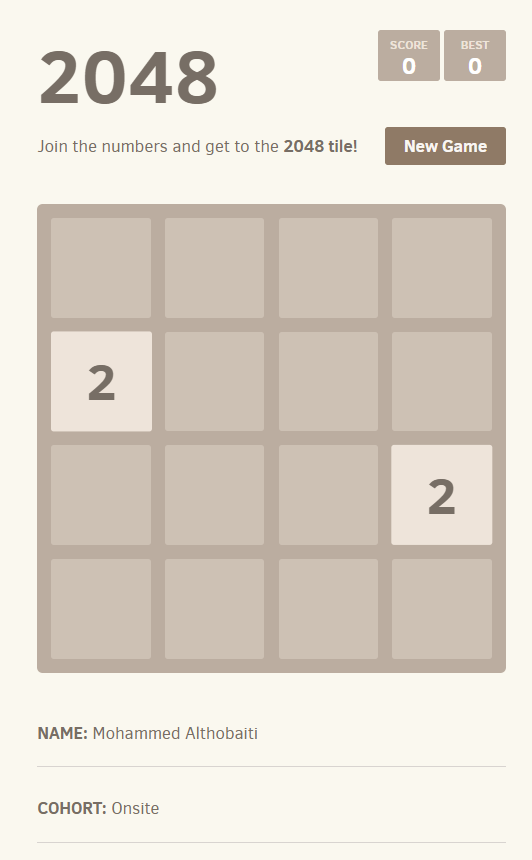 2048
SCORE
0
BEST
0
Join the numbers and get to the 2048 tile!
New Game
2
2
NAME: Mohammed Althobaiti
COHORT: Onsite